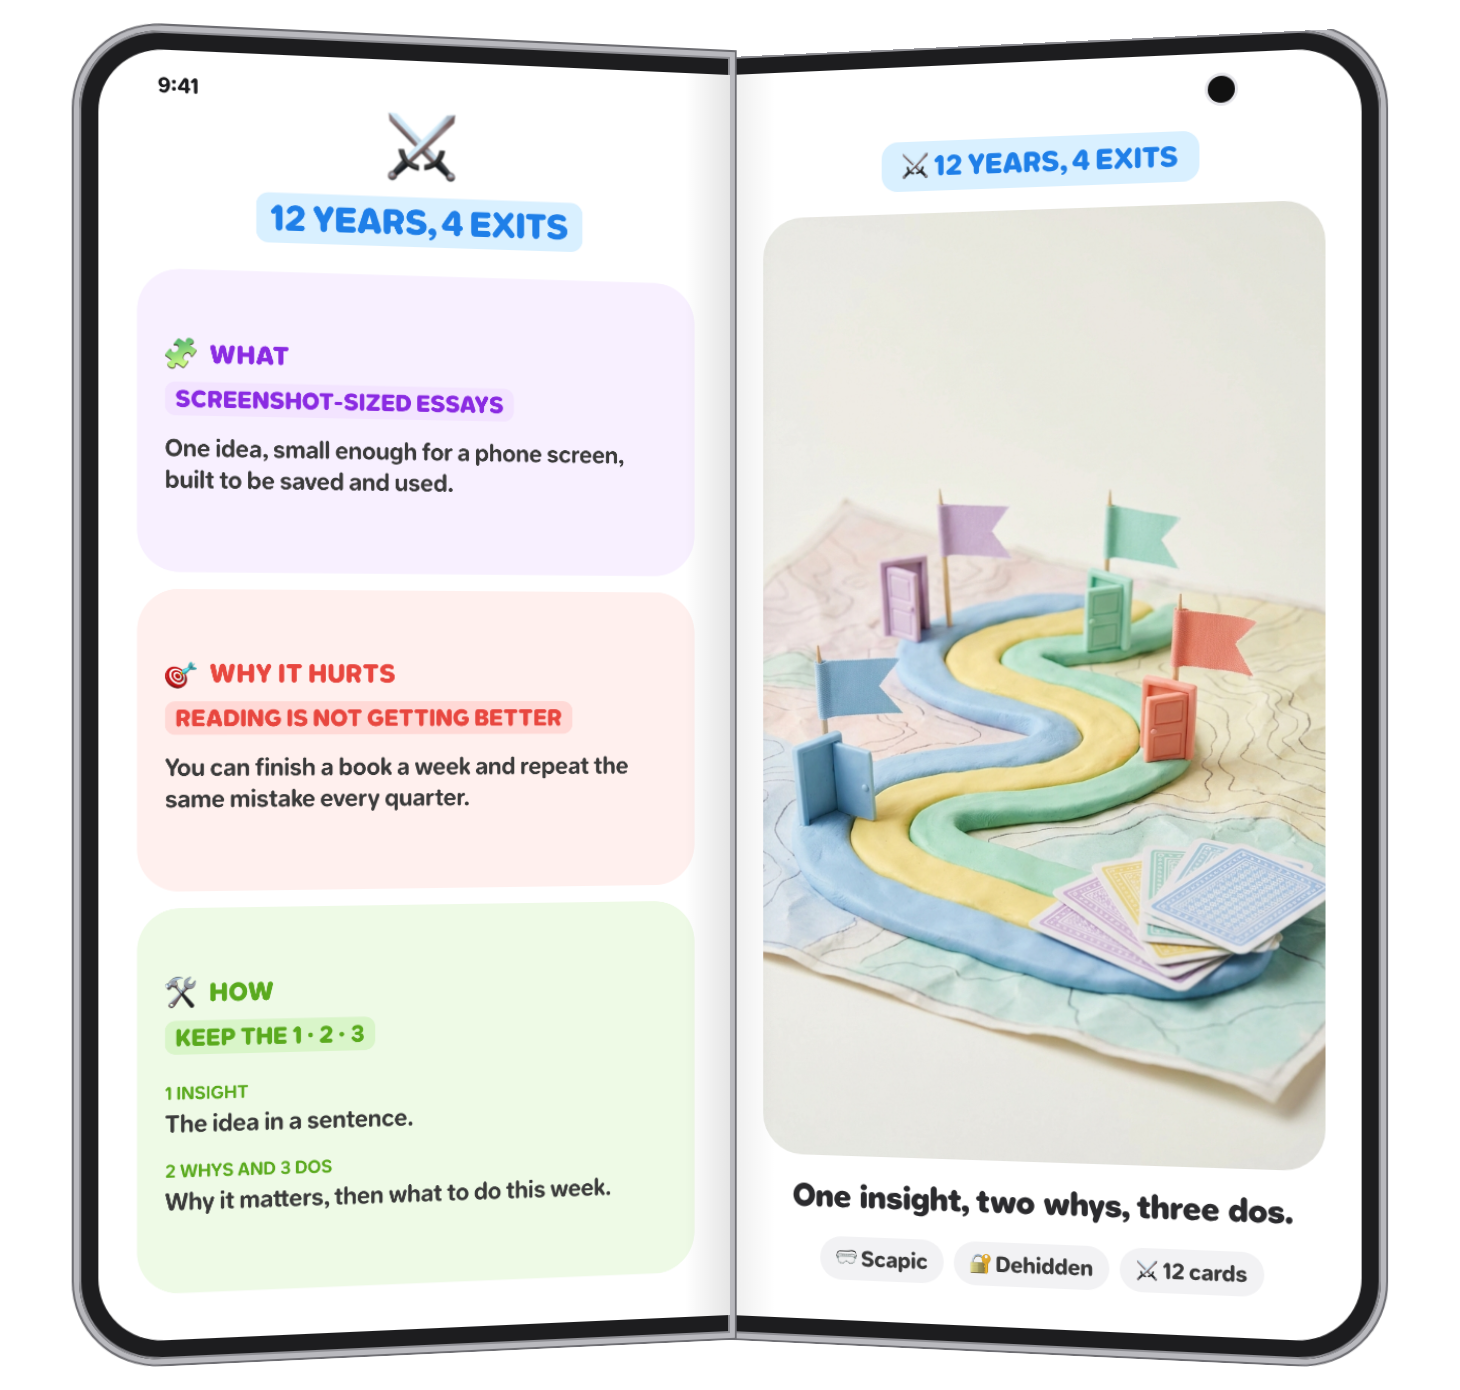 9:41
12 YEARS, 4 EXITS
WHAT
SCREENSHOT-SIZED ESSAYS
One idea, small enough for a phone screen,
built to be saved and used.
WHY IT HURTS
READING IS NOT GETTING BETTER
You can finish a book a week and repeat the
same mistake every quarter.
HOW
KEEP THE 1 · 2 · 3
1 INSIGHT
The idea in a sentence.
2 WHYS AND 3 DOS
Why it matters, then what to do this week.
12 YEARS, 4 EXITS
One insight, two whys, three dos.
Scapic
Dehidden
12 cards